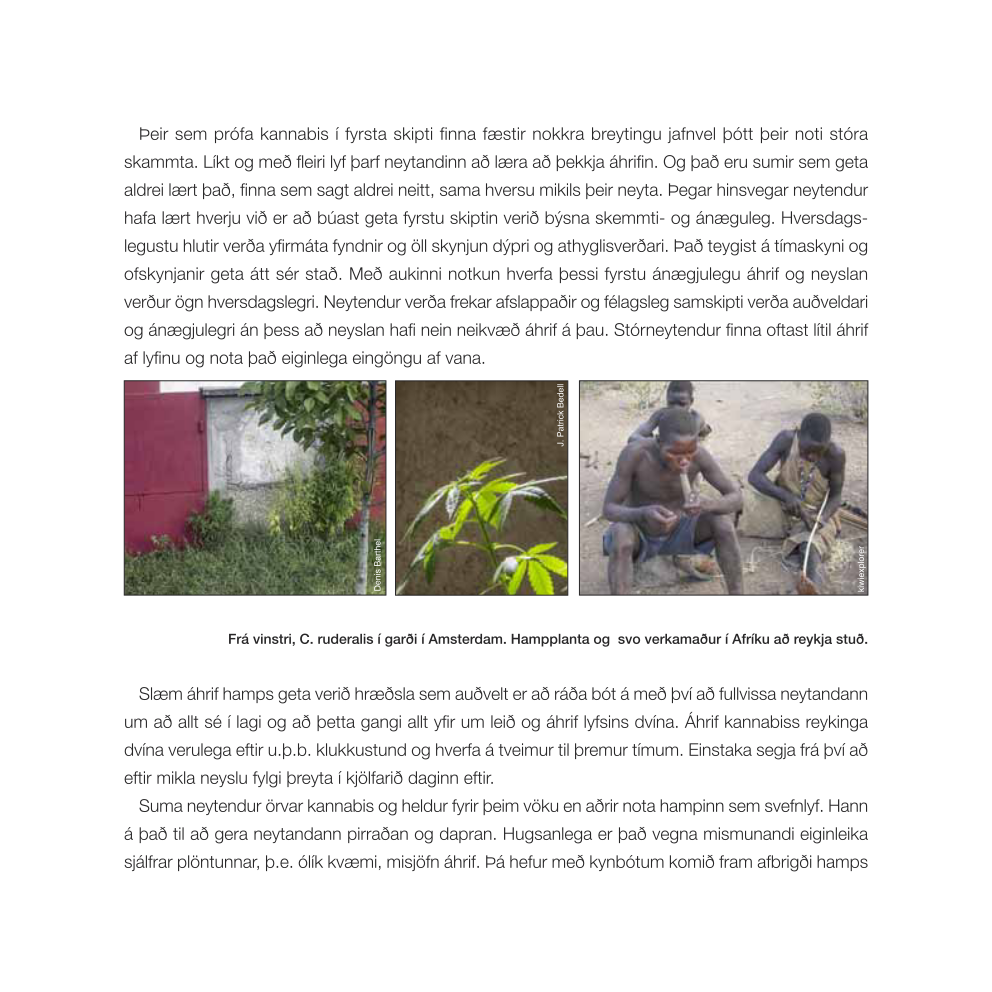 Þeir sem prófa kannabis í fyrsta skipti finna fæstir nokkra breytingu jafnvel þótt þeir noti stóra
skammta. Líkt og með fleiri lyf þarf neytandinn að læra að þekkja áhrifin. Og það eru sumir sem geta
aldrei lært það, finna sem sagt aldrei neitt, sama hversu mikils þeir neyta. Þegar hinsvegar neytendur
hafa lært hverju við er að búast geta fyrstu skiptin verið býsna skemmti- og ánæguleg. Hversdags-
legustu hlutir verða yfirmáta fyndnir og öll skynjun dýpri og athyglisverðari. Það teygist á tímaskyni og
ofskynjanir geta átt sér stað. Með aukinni notkun hverfa þessi fyrstu ánægjulegu áhrif og neyslan
verður ögn hversdagslegri. Neytendur verða frekar afslappaðir og félagsleg samskipti verða auðveldari
og ánægjulegri án þess að neyslan hafi nein neikvæð áhrif á þau. Stórneytendur finna oftast lítil áhrif
af lyfinu og nota það eiginlega eingöngu af vana.
Denis Barthel
J. Patrick Bedell
kiwiexplorer
Frá vinstri, C. ruderalis í garði í Amsterdam. Hampplanta og  svo verkamaður í Afríku að reykja stuð.
Slæm áhrif hamps geta verið hræðsla sem auðvelt er að ráða bót á með því að fullvissa neytandann
um að allt sé í lagi og að þetta gangi allt yfir um leið og áhrif lyfsins dvína. Áhrif kannabiss reykinga
dvína verulega eftir u.þ.b. klukkustund og hverfa á tveimur til þremur tímum. Einstaka segja frá því að
eftir mikla neyslu fylgi þreyta í kjölfarið daginn eftir.
Suma neytendur örvar kannabis og heldur fyrir þeim vöku en aðrir nota hampinn sem svefnlyf. Hann
á það til að gera neytandann pirraðan og dapran. Hugsanlega er það vegna mismunandi eiginleika
sjálfrar plöntunnar, þ.e. ólík kvæmi, misjöfn áhrif. Þá hefur með kynbótum komið fram afbrigði hamps